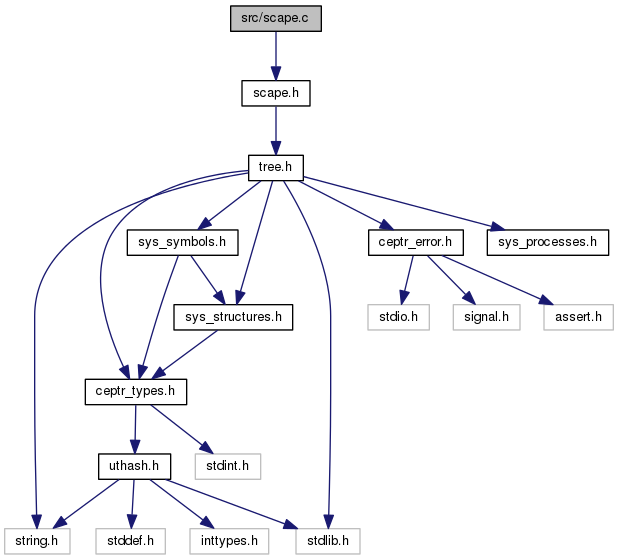 src/scape.c
scape.h
tree.h
sys_symbols.h
ceptr_error.h
sys_processes.h
sys_structures.h
stdio.h
signal.h
assert.h
ceptr_types.h
uthash.h
stdint.h
string.h
stddef.h
inttypes.h
stdlib.h